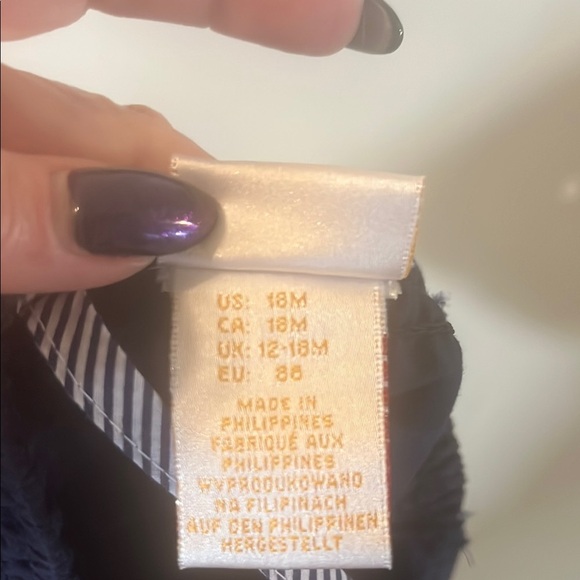 US: 18M
CA: 18M
UK: 12-18M
EU: 86
MADE IN
PHILIPPINES
FABRIQUÉ AUX
PHILIPPINES
WYPRODUKOWANO
NA FILIPINACH
AUF DEN PHILIPPINEN
HERGESTELLT